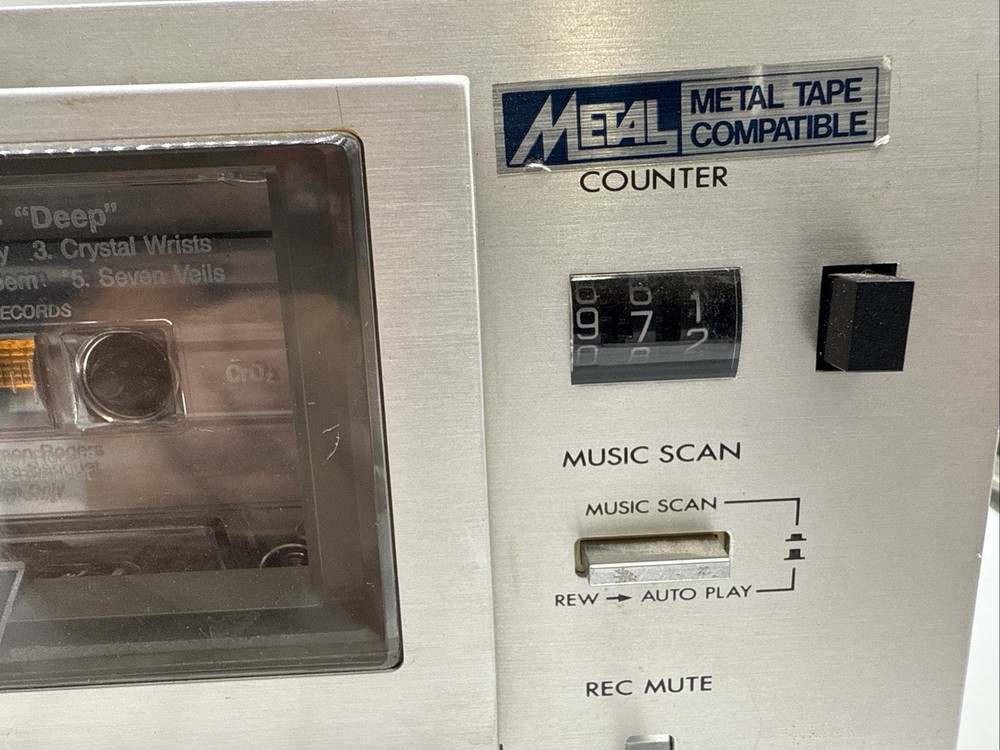 METAL METAL TAPE
COMPATIBLE
COUNTER
"Deep"
3. Crystal Wrists
5. Seven Veils
9 7 1
2
CrO₂
MUSIC SCAN
MUSIC SCAN
REW → AUTO PLAY
REC MUTE